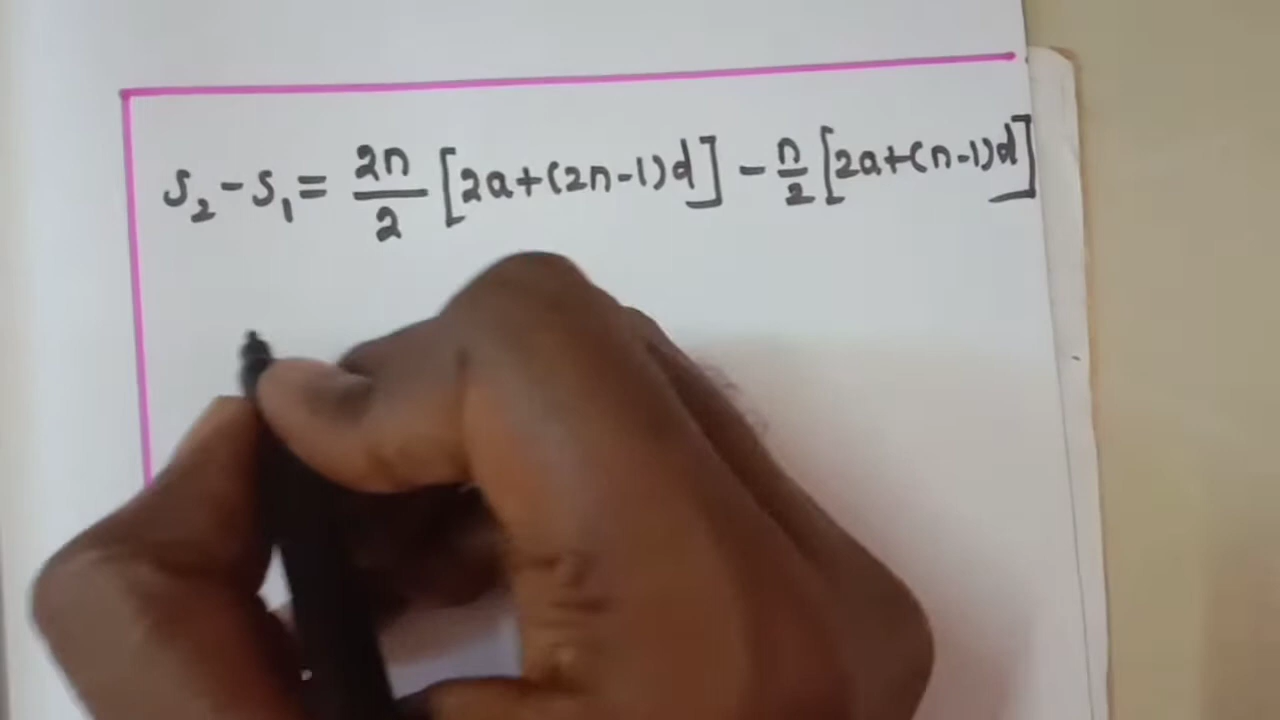 S₂ - S₁ = 2n/2 [2a+(2n-1)d] - n/2 [2a+(n-1)d]